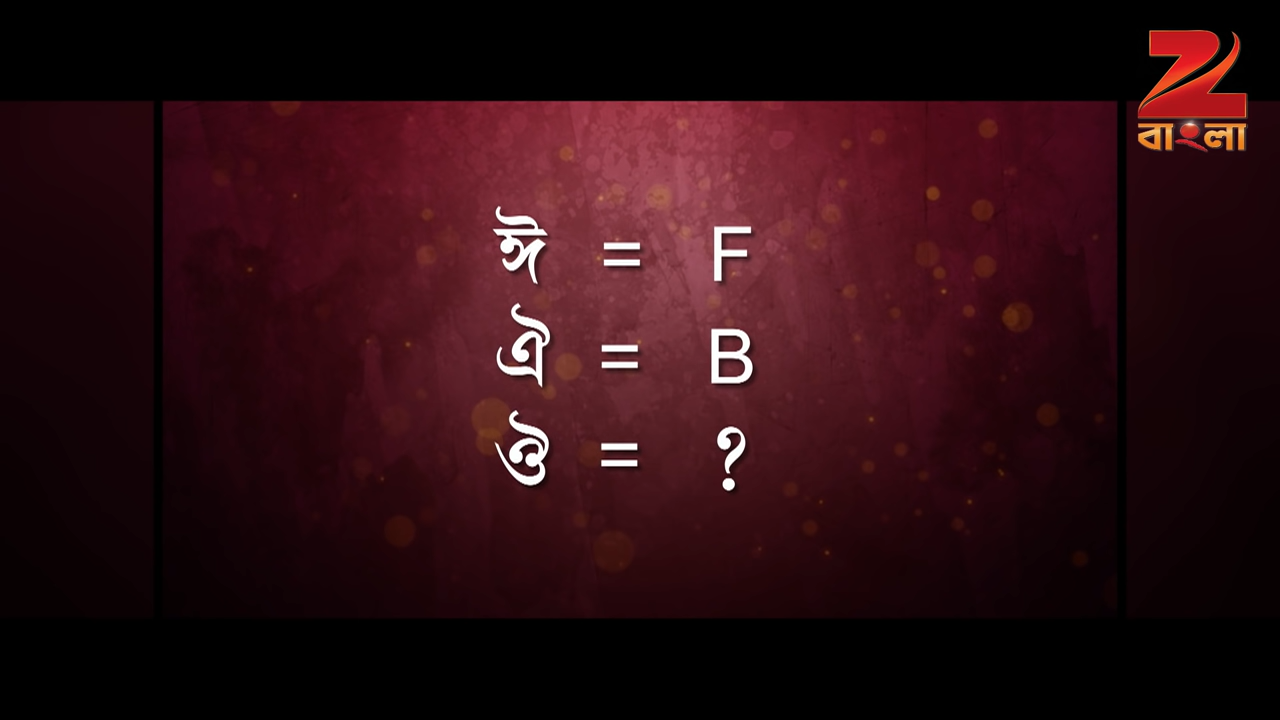 বাংলা
ঈ = F
ঐ = B
ঔ = ?